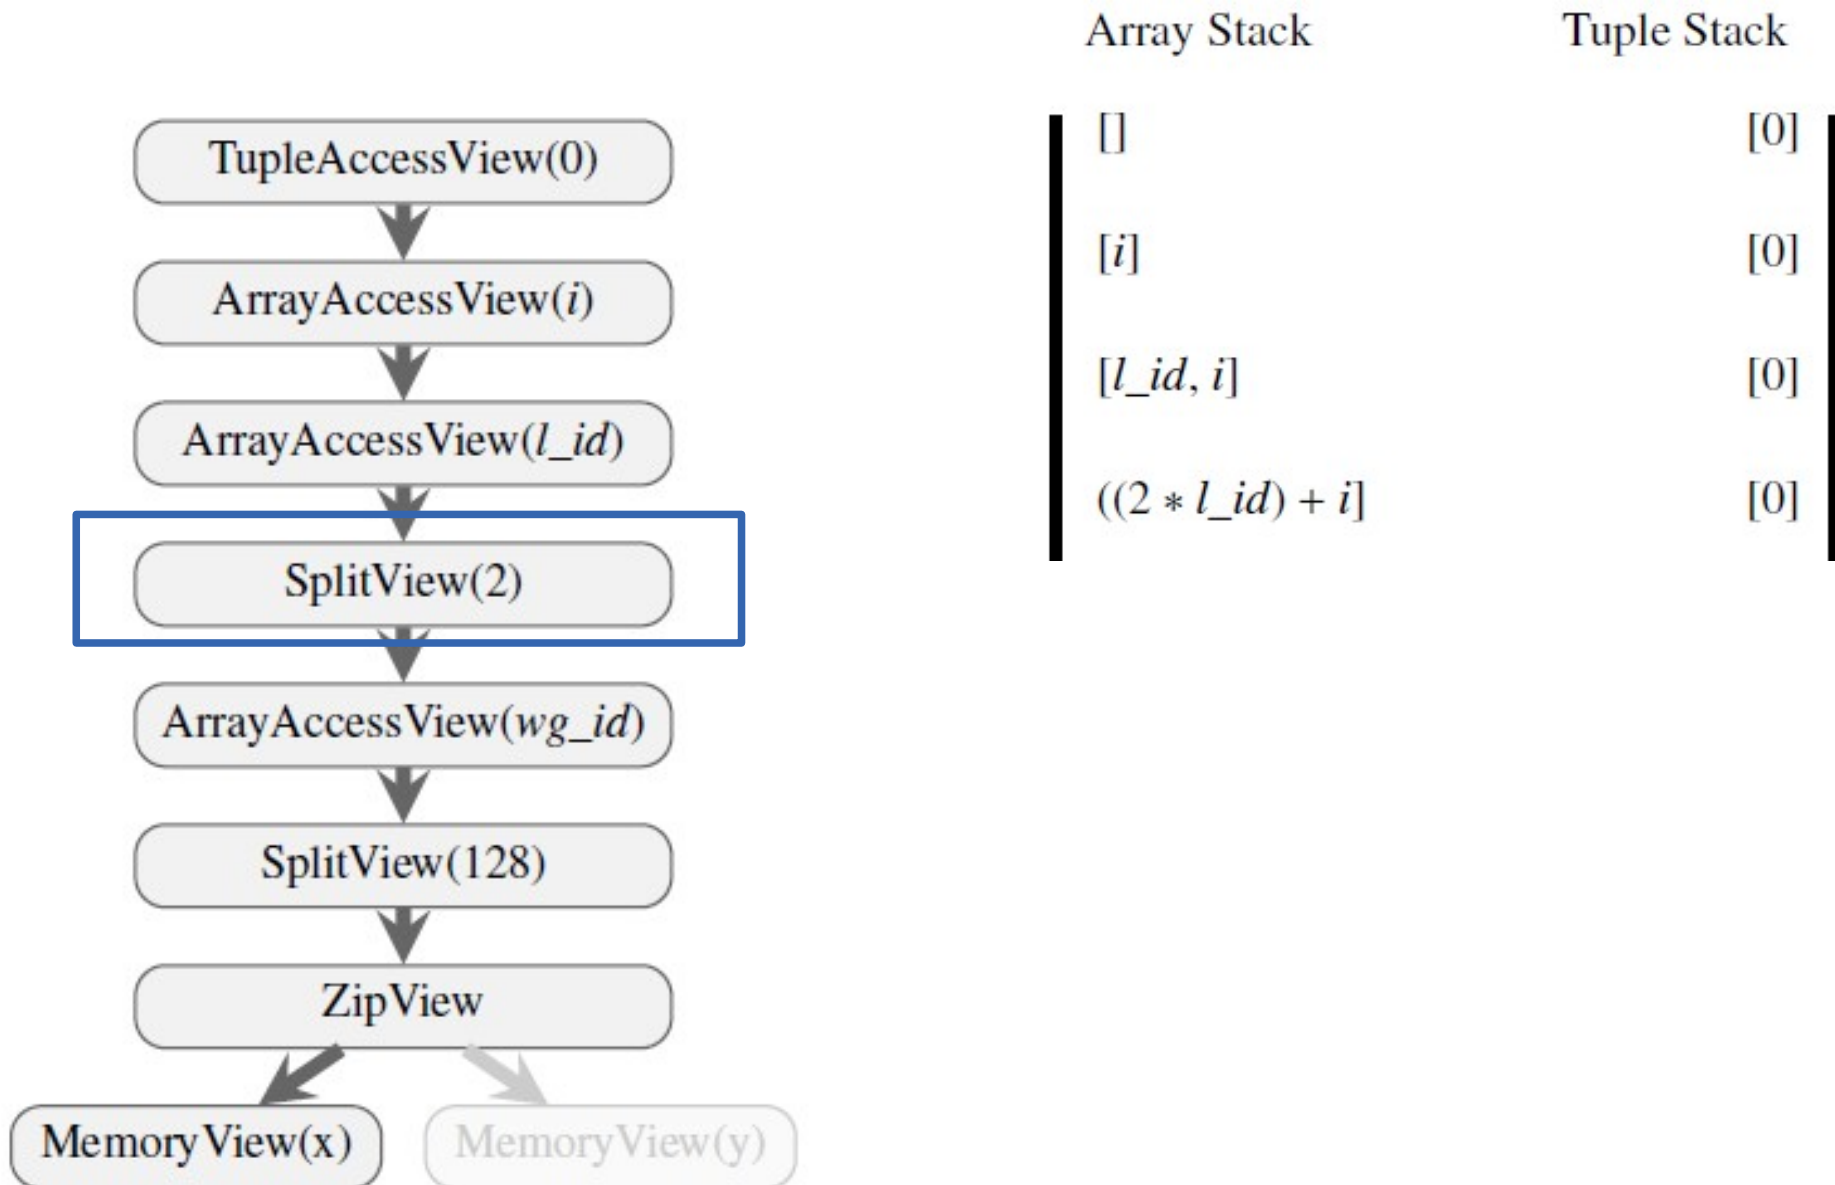 Array Stack Tuple Stack
[] [0]
TupleAccessView(0)
[i] [0]
ArrayAccessView(i)
[l_id, i] [0]
ArrayAccessView(l_id)
((2 * l_id) + i] [0]
SplitView(2)
ArrayAccessView(wg_id)
SplitView(128)
ZipView
MemoryView(x) MemoryView(y)